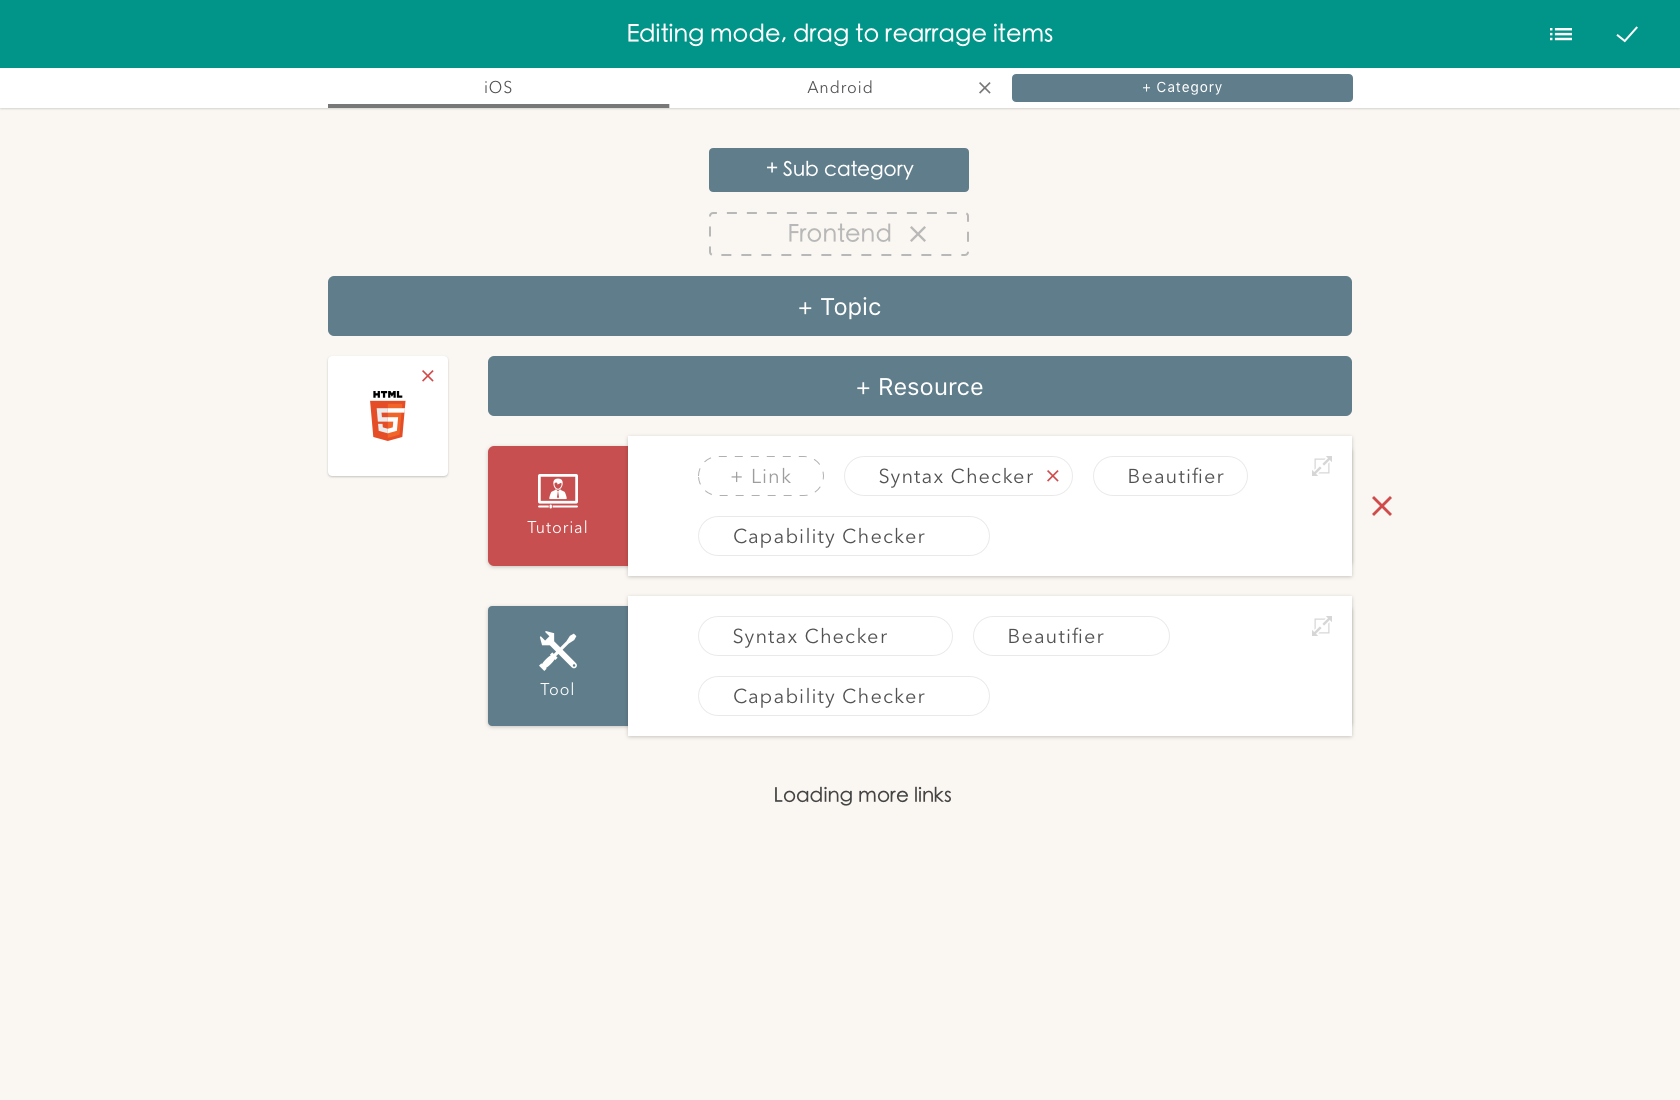 Editing mode, drag to rearrage items
iOS
Android
+ Category
+ Sub category
Frontend
+ Topic
HTML
5
+ Resource
Tutorial
+ Link
Syntax Checker
Beautifier
Capability Checker
Tool
Syntax Checker
Beautifier
Capability Checker
Loading more links